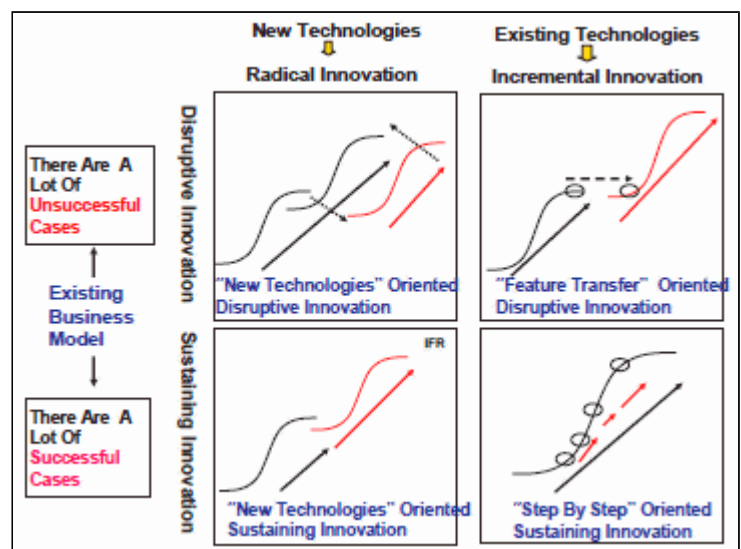 New Technologies
Existing Technologies
Radical Innovation
Incremental Innovation
Disruptive Innovation
There Are A
Lot Of
Unsuccessful
Cases
Existing
Business
Model
There Are A
Lot Of
Successful
Cases
"New Technologies" Oriented
Disruptive Innovation
"Feature Transfer" Oriented
Disruptive Innovation
Sustaining Innovation
IFR
"New Technologies" Oriented
Sustaining Innovation
"Step By Step" Oriented
Sustaining Innovation